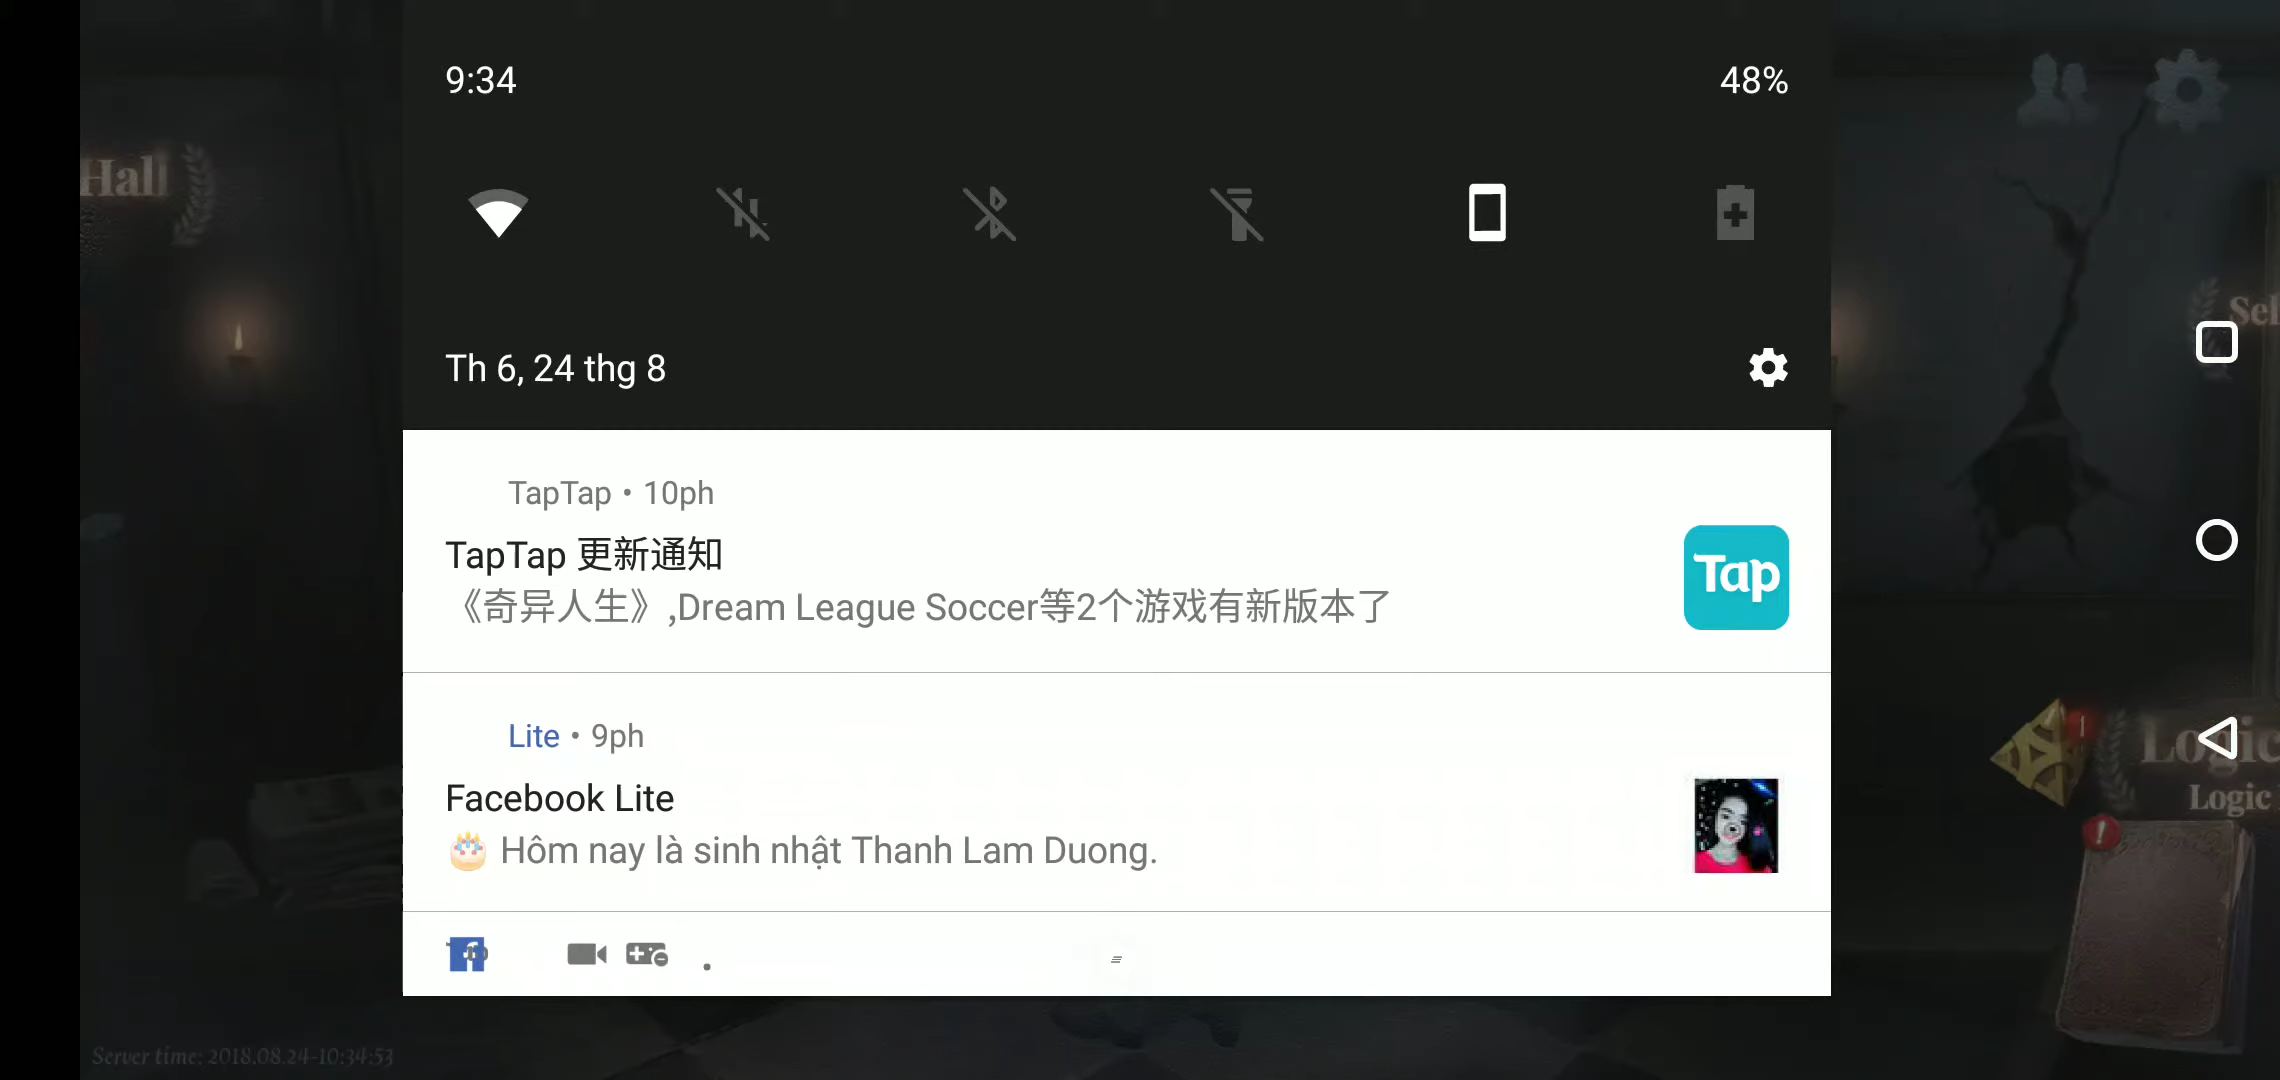 9:34
48%
Hall
Th 6, 24 thg 8
Sel
TapTap • 10ph
TapTap 更新通知
《奇异人生》,Dream League Soccer等2个游戏有新版本了
Tap
Lite • 9ph
Facebook Lite
🎂 Hôm nay là sinh nhật Thanh Lam Duong.
Logic
Logic
Server time: 2018.08.24-10:34:53